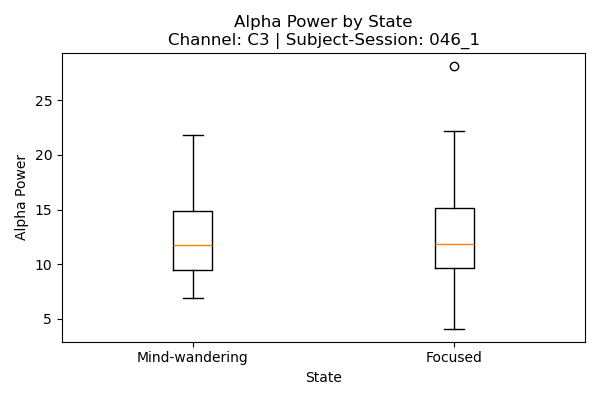 Alpha Power by State
Channel: C3 | Subject-Session: 046_1
25
20
15
10
5
Alpha Power
Mind-wandering
Focused
State